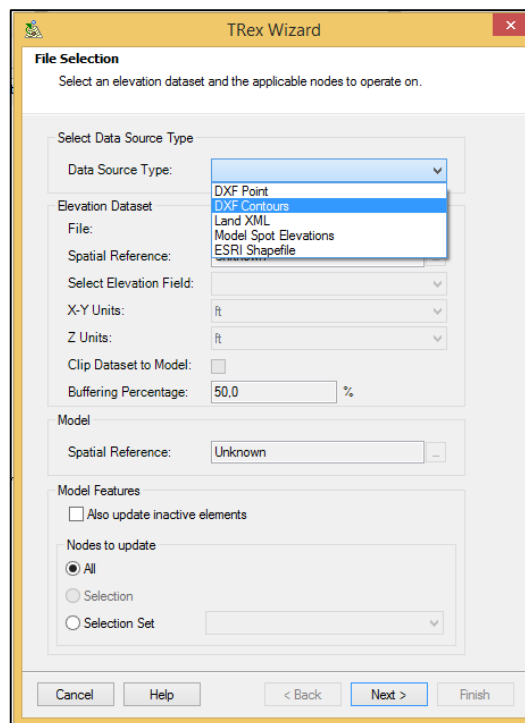 TRex Wizard
File Selection
Select an elevation dataset and the applicable nodes to operate on.
Select Data Source Type
Data Source Type:
DXF Point
Elevation Dataset
DXF Contours
File:
Land XML
Model Spot Elevations
Spatial Reference:
ESRI Shapefile
Select Elevation Field:
X-Y Units:
ft
Z Units:
ft
Clip Dataset to Model:
Buffering Percentage:
50,0
%
Model
Spatial Reference:
Unknown
...
Model Features
Also update inactive elements
Nodes to update
All
Selection
Selection Set
Cancel
Help
< Back
Next >
Finish